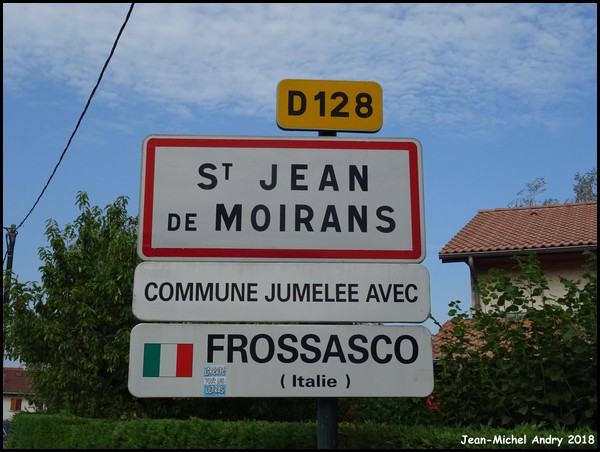 D128
ST JEAN
DE MOIRANS
COMMUNE JUMELEE AVEC
FROSSASCO
( Italie )
Jean-Michel Andry 2018